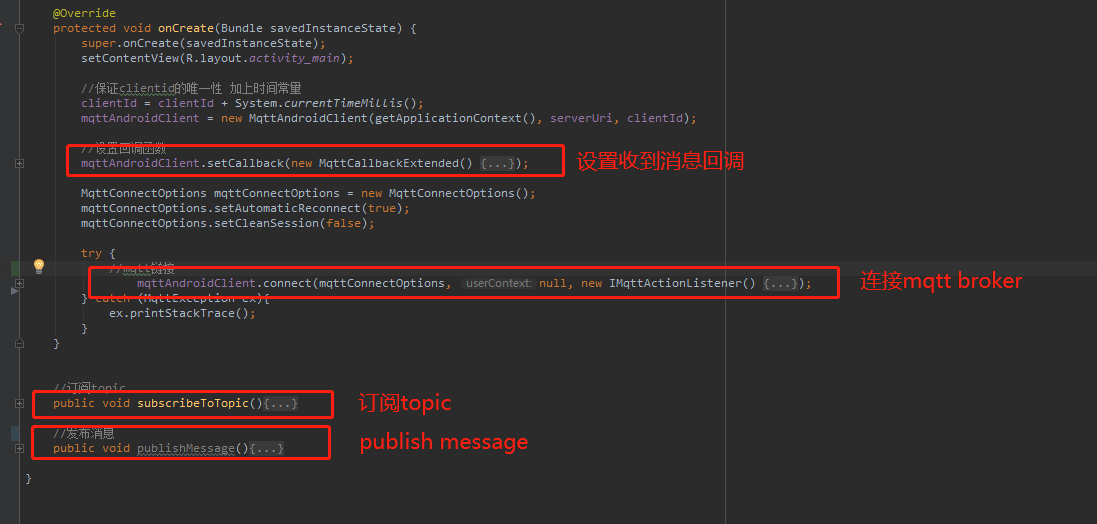 @Override
protected void onCreate(Bundle savedInstanceState) {
super.onCreate(savedInstanceState);
setContentView(R.layout.activity_main);
//保证clientid的唯一性 加上时间常量
clientId = clientId + System.currentTimeMillis();
mqttAndroidClient = new MqttAndroidClient(getApplicationContext(), serverUri, clientId);
//设置回调函数
mqttAndroidClient.setCallback(new MqttCallbackExtended() {...});
设置收到消息回调
MqttConnectOptions mqttConnectOptions = new MqttConnectOptions();
mqttConnectOptions.setAutomaticReconnect(true);
mqttConnectOptions.setCleanSession(false);
try {
//mqtt链接
mqttAndroidClient.connect(mqttConnectOptions, userContext: null, new IMqttActionListener() {...});
连接mqtt broker
} catch (MqttException ex){
ex.printStackTrace();
}
}
//订阅topic
public void subscribeToTopic(){...}
订阅topic
//发布消息
public void publishMessage(){...}
publish message
}